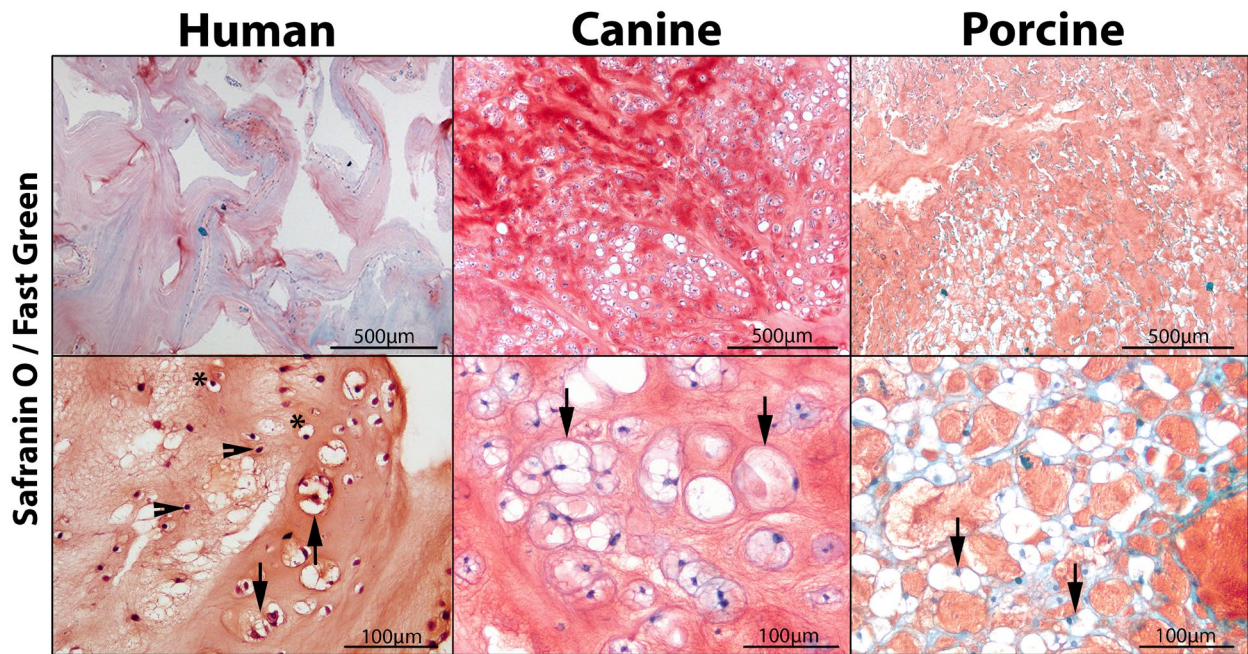 Human
Canine
Porcine
Safranin O / Fast Green
500µm
500µm
500µm
*
*
100µm
100µm
100µm